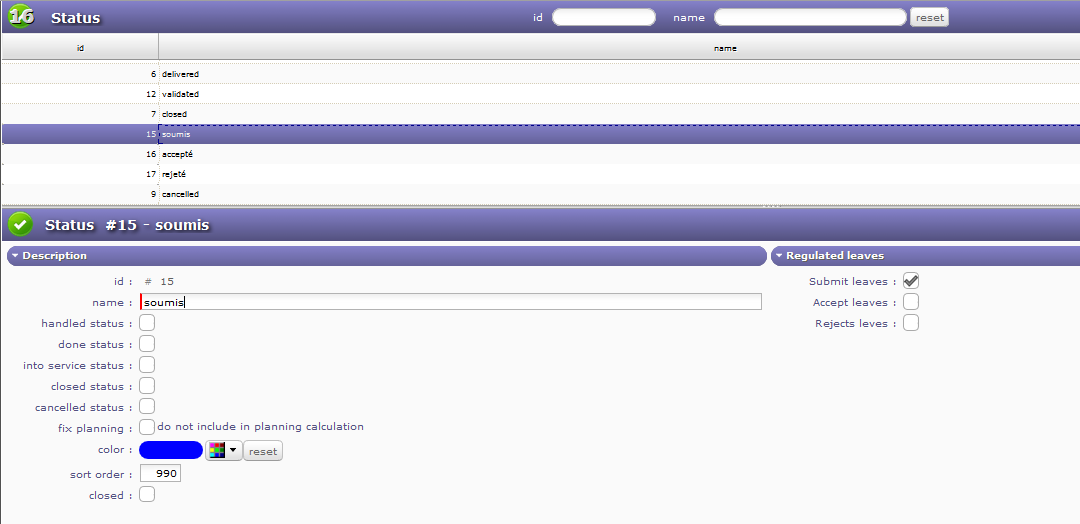 16 Status id name reset
id name
6 delivered
12 validated
7 closed
15 soumis
16 accepté
17 rejeté
9 cancelled
Status #15 - soumis
Description Regulated leaves
id : # 15 Submit leaves :
name : soumis Accept leaves :
handled status : Rejects leves :
done status :
into service status :
closed status :
cancelled status :
fix planning : do not include in planning calculation
color : reset
sort order : 990
closed :